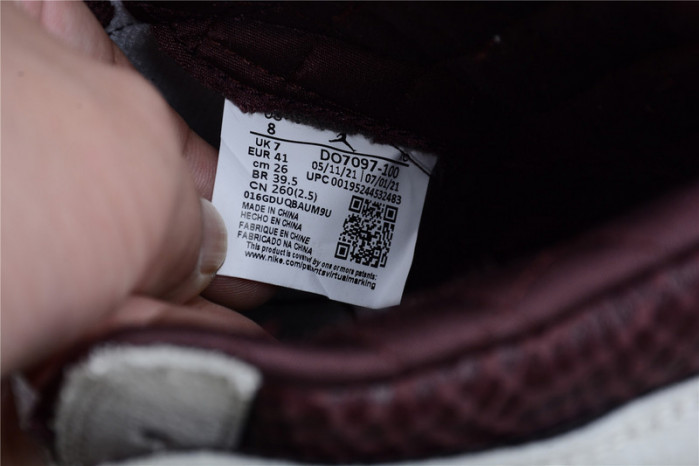 US
8
UK 7
EUR 41
cm 26
BR 39.5
CN 260(2.5)
016GDUQBAUM9U
DO7097-100
05/11/21 | 07/01/21
UPC 00195244532483
MADE IN CHINA
HECHO EN CHINA
FABRIQUE EN CHINE
FABRICADO NA CHINA
This product is covered by one or more patents:
www.nike.com/patentsvirtualmarking